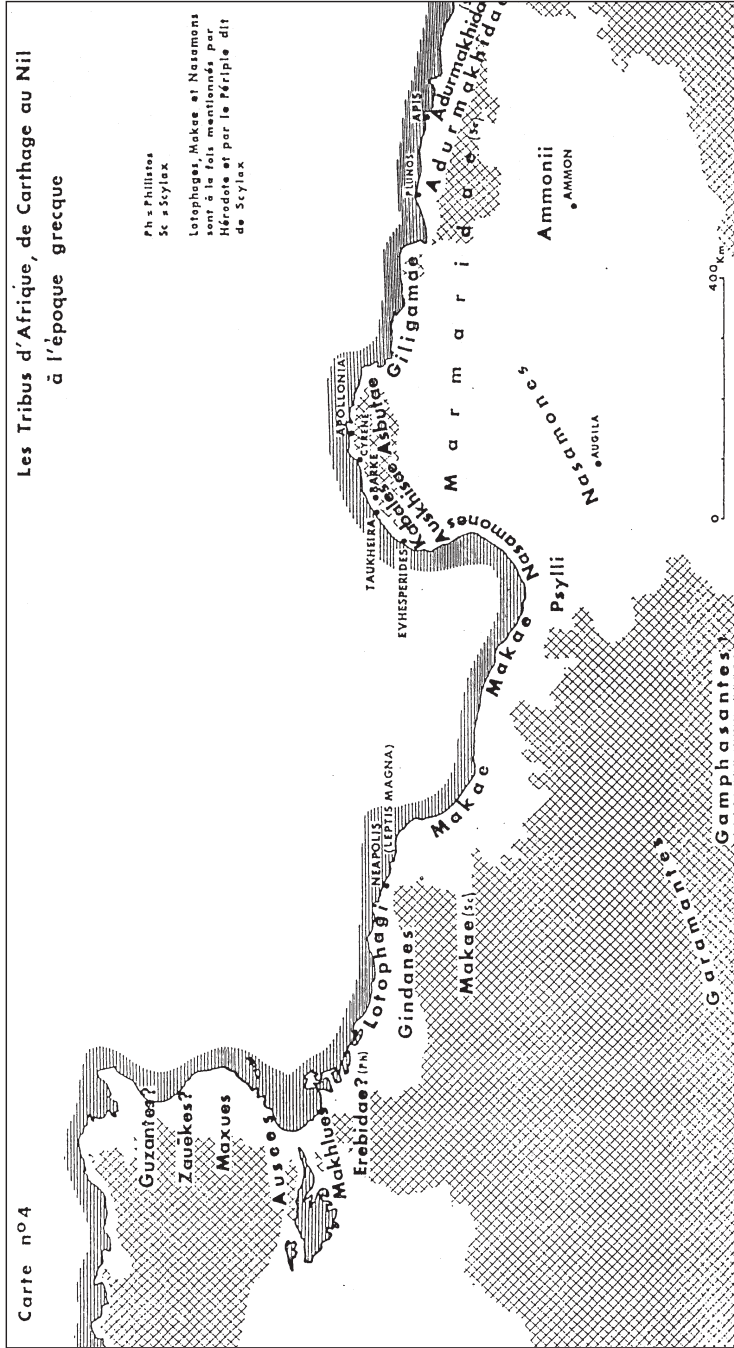 Carte n°4
Les Tribus d'Afrique, de Carthage au Nil
à l'époque grecque
Ph = Philistos
Sc = Scylax
Lotophages, Makae et Nasamons
sont à la fois mentionnés par
Hérodote et par le Périple dit
de Scylax
Guzantes?
Zauèkes?
Maxues
Ausees
Makhlues
Erebidae? (Ph)
Lotophagi
Gindanes
Makae (Sc)
NEAPOLIS
(LEPTIS MAGNA)
Makae
Makae
Psylli
Nasamones
EVHESPERIDES
TAUKHEIRA
BARKE
CYRENE
APOLLONIA
Kabales
Auskhisae
Asbutae
Giligamae
Marmaridae (Sc)
PLUNOS
APIS
Adurmakhidae
Adurmakhidae
Ammonii
AMMON
Nasamones
AUGILA
Garamantes
Gamphasantes?
0
400 Km